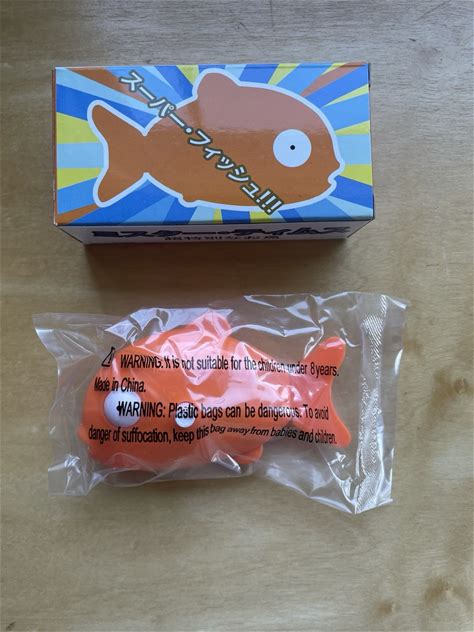 スーパー・フィッシュ!!!
WARNING: It is not suitable for the children under 8 years.
Made in China.
WARNING: Plastic bags can be dangerous. To avoid
danger of suffocation, keep this bag away from babies and children.